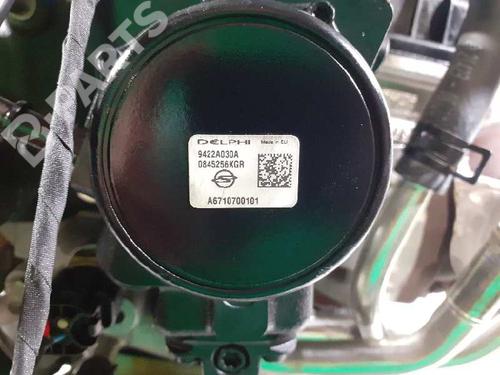 B-PARTS
DELPHI Made in EU
9422A030A
0845256KGR
A6710700101